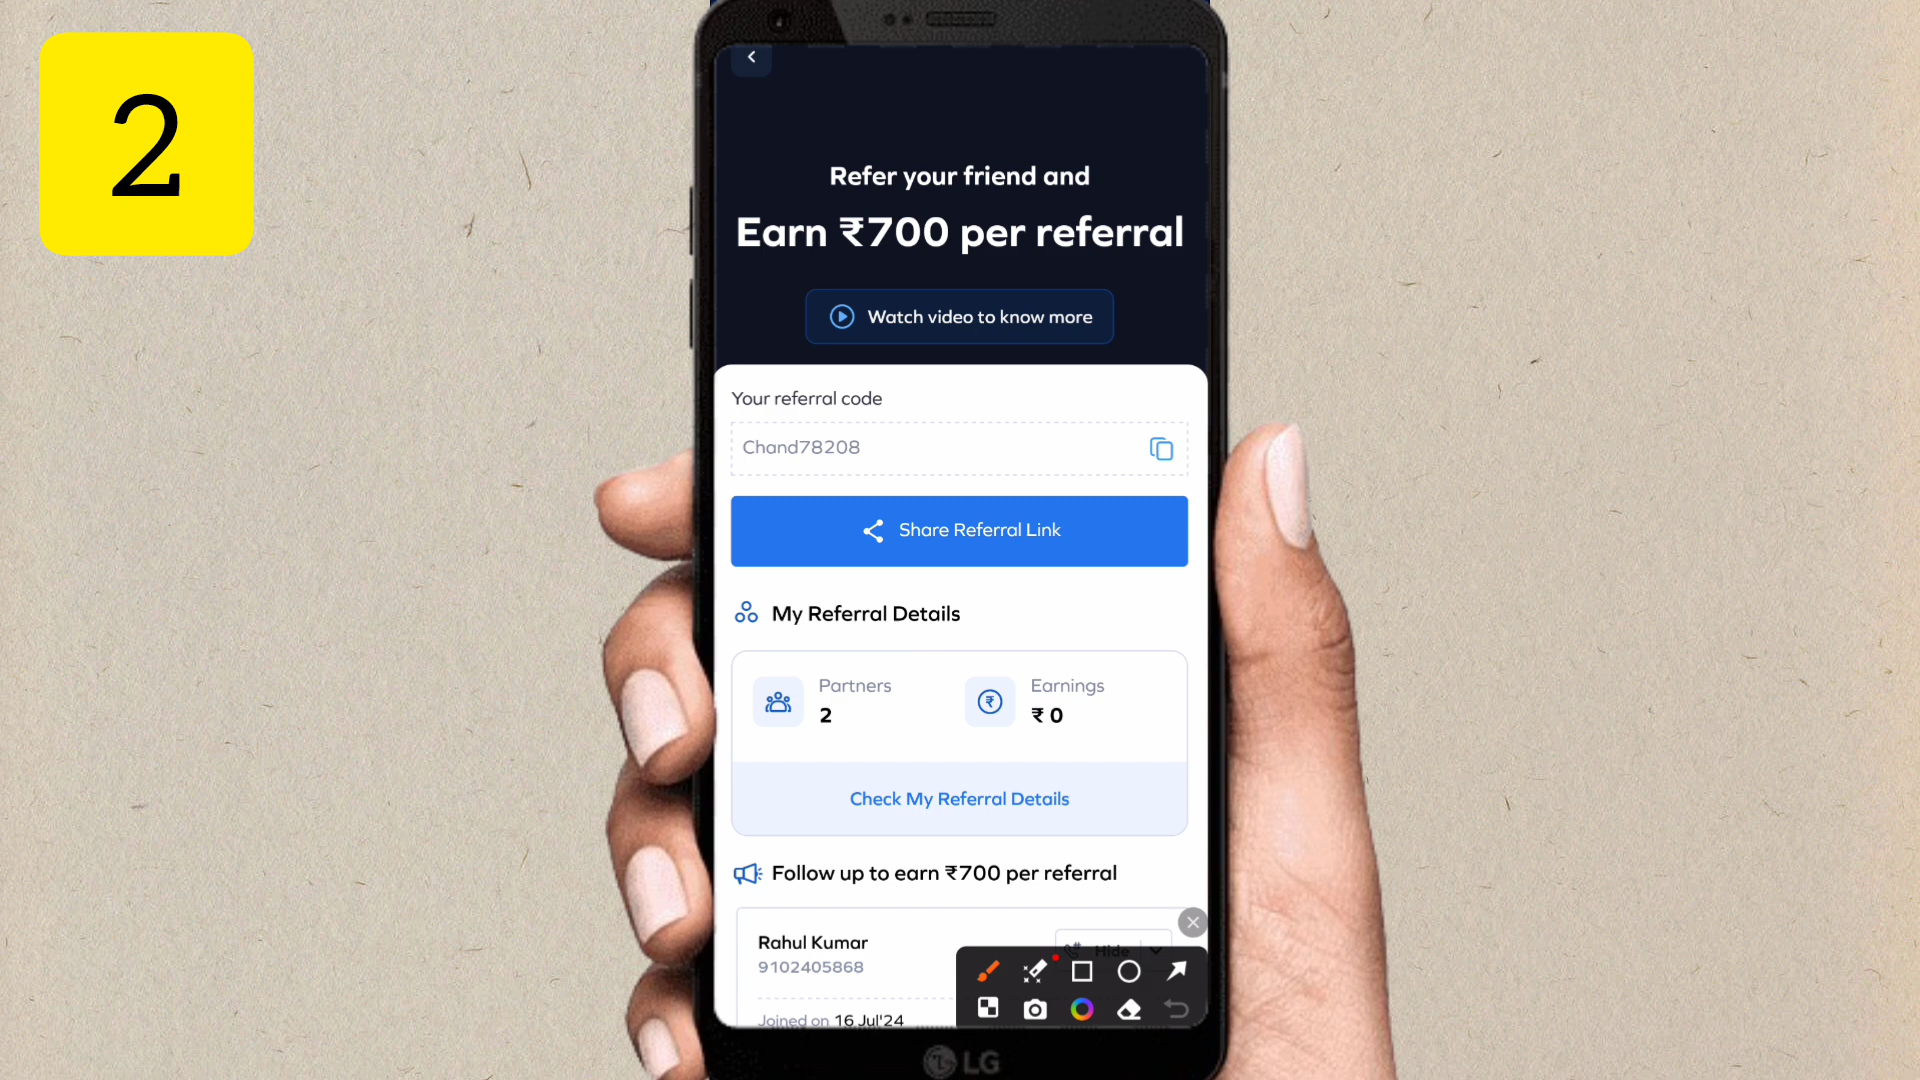 2
Refer your friend and
Earn ₹700 per referral
Watch video to know more
Your referral code
Chand78208
Share Referral Link
My Referral Details
Partners
2
Earnings
₹ 0
Check My Referral Details
Follow up to earn ₹700 per referral
Rahul Kumar
9102405868
Hide
Joined on 16 Jul'24
LG